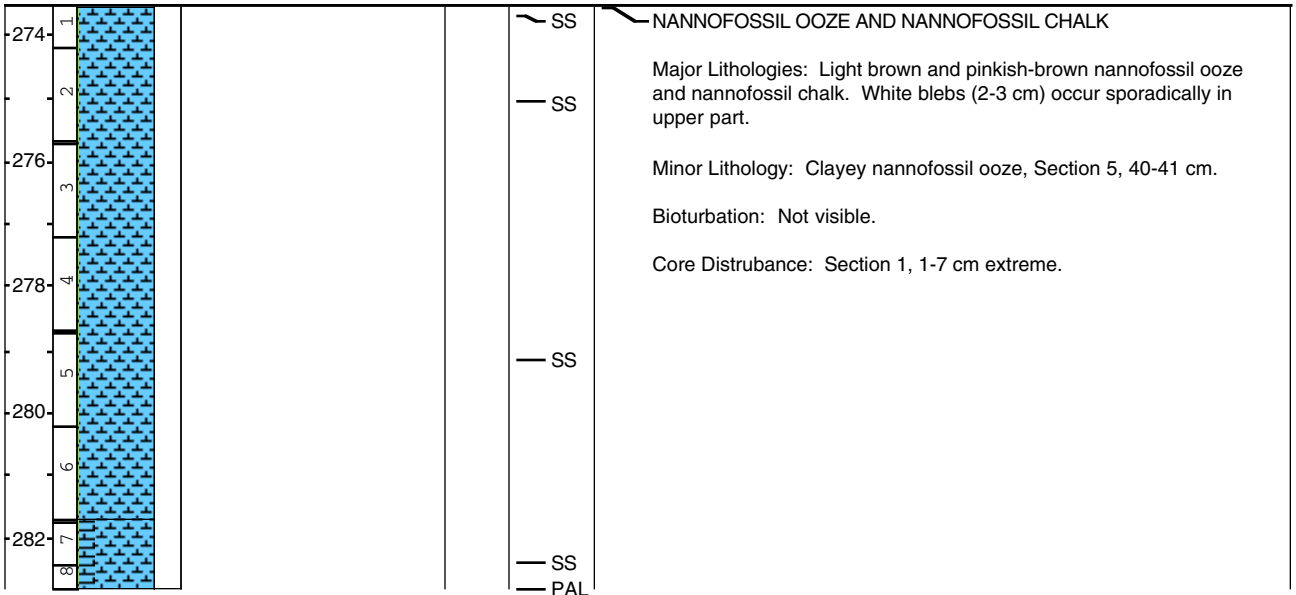 274
276
278
280
282
1
2
3
4
5
6
7
8
SS
SS
SS
SS
PAL
NANNOFOSSIL OOZE AND NANNOFOSSIL CHALK
Major Lithologies: Light brown and pinkish-brown nannofossil ooze
and nannofossil chalk. White blebs (2-3 cm) occur sporadically in
upper part.
Minor Lithology: Clayey nannofossil ooze, Section 5, 40-41 cm.
Bioturbation: Not visible.
Core Distrubance: Section 1, 1-7 cm extreme.